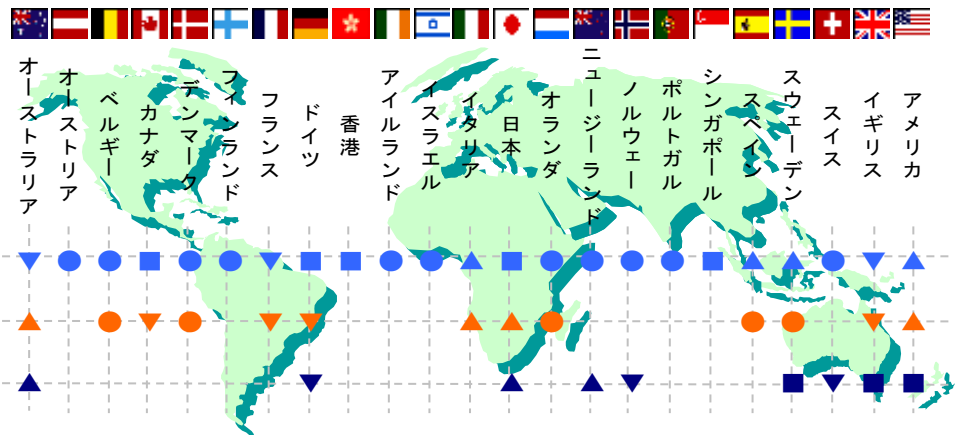 オーストラリア
オーストリア
ベルギー
カナダ
デンマーク
フィンランド
フランス
ドイツ
香港
アイルランド
イスラエル
イタリア
日本
オランダ
ニュージーランド
ノルウェー
ポルトガル
シンガポール
スペイン
スウェーデン
スイス
イギリス
アメリカ